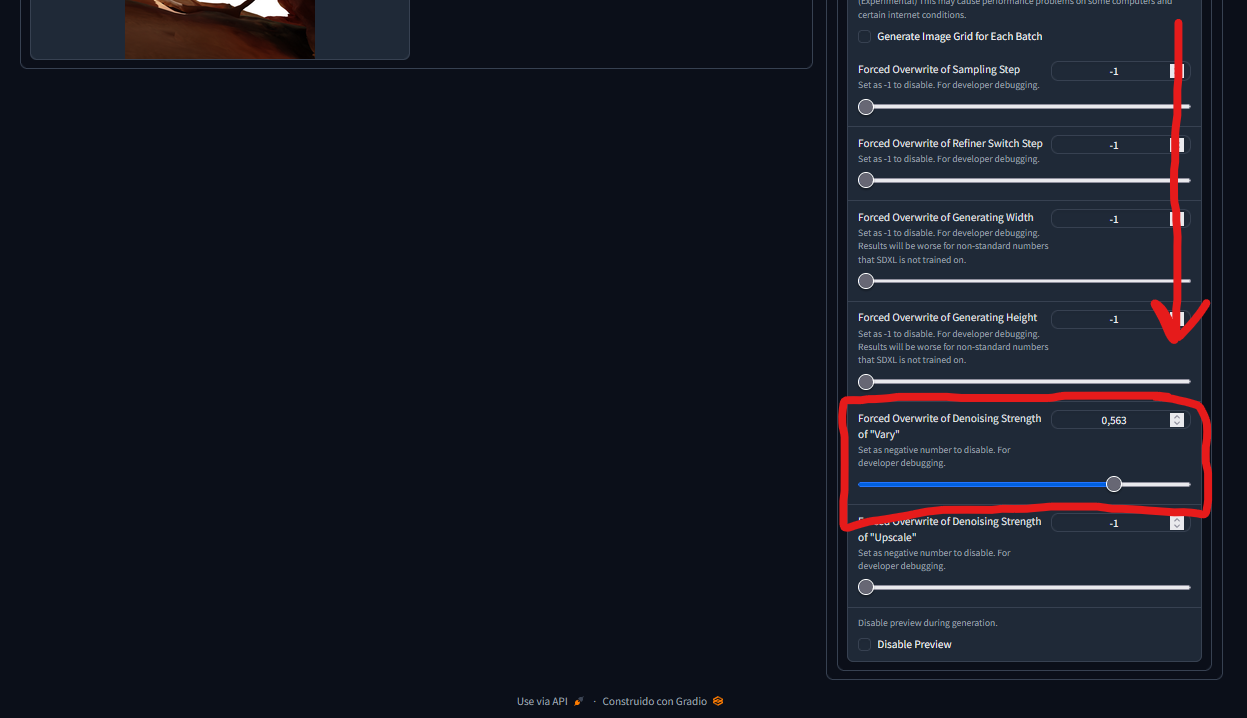 (Experimental) This may cause performance problems on some computers and
certain internet conditions.
Generate Image Grid for Each Batch
Forced Overwrite of Sampling Step
-1
Set as -1 to disable. For developer debugging.
Forced Overwrite of Refiner Switch Step
-1
Set as -1 to disable. For developer debugging.
Forced Overwrite of Generating Width
-1
Set as -1 to disable. For developer debugging.
Results will be worse for non-standard numbers
that SDXL is not trained on.
Forced Overwrite of Generating Height
-1
Set as -1 to disable. For developer debugging.
Results will be worse for non-standard numbers
that SDXL is not trained on.
Forced Overwrite of Denoising Strength
of "Vary"
0,563
Set as negative number to disable. For
developer debugging.
Forced Overwrite of Denoising Strength
of "Upscale"
-1
Set as negative number to disable. For
developer debugging.
Disable preview during generation.
Disable Preview
Use via API · Construido con Gradio